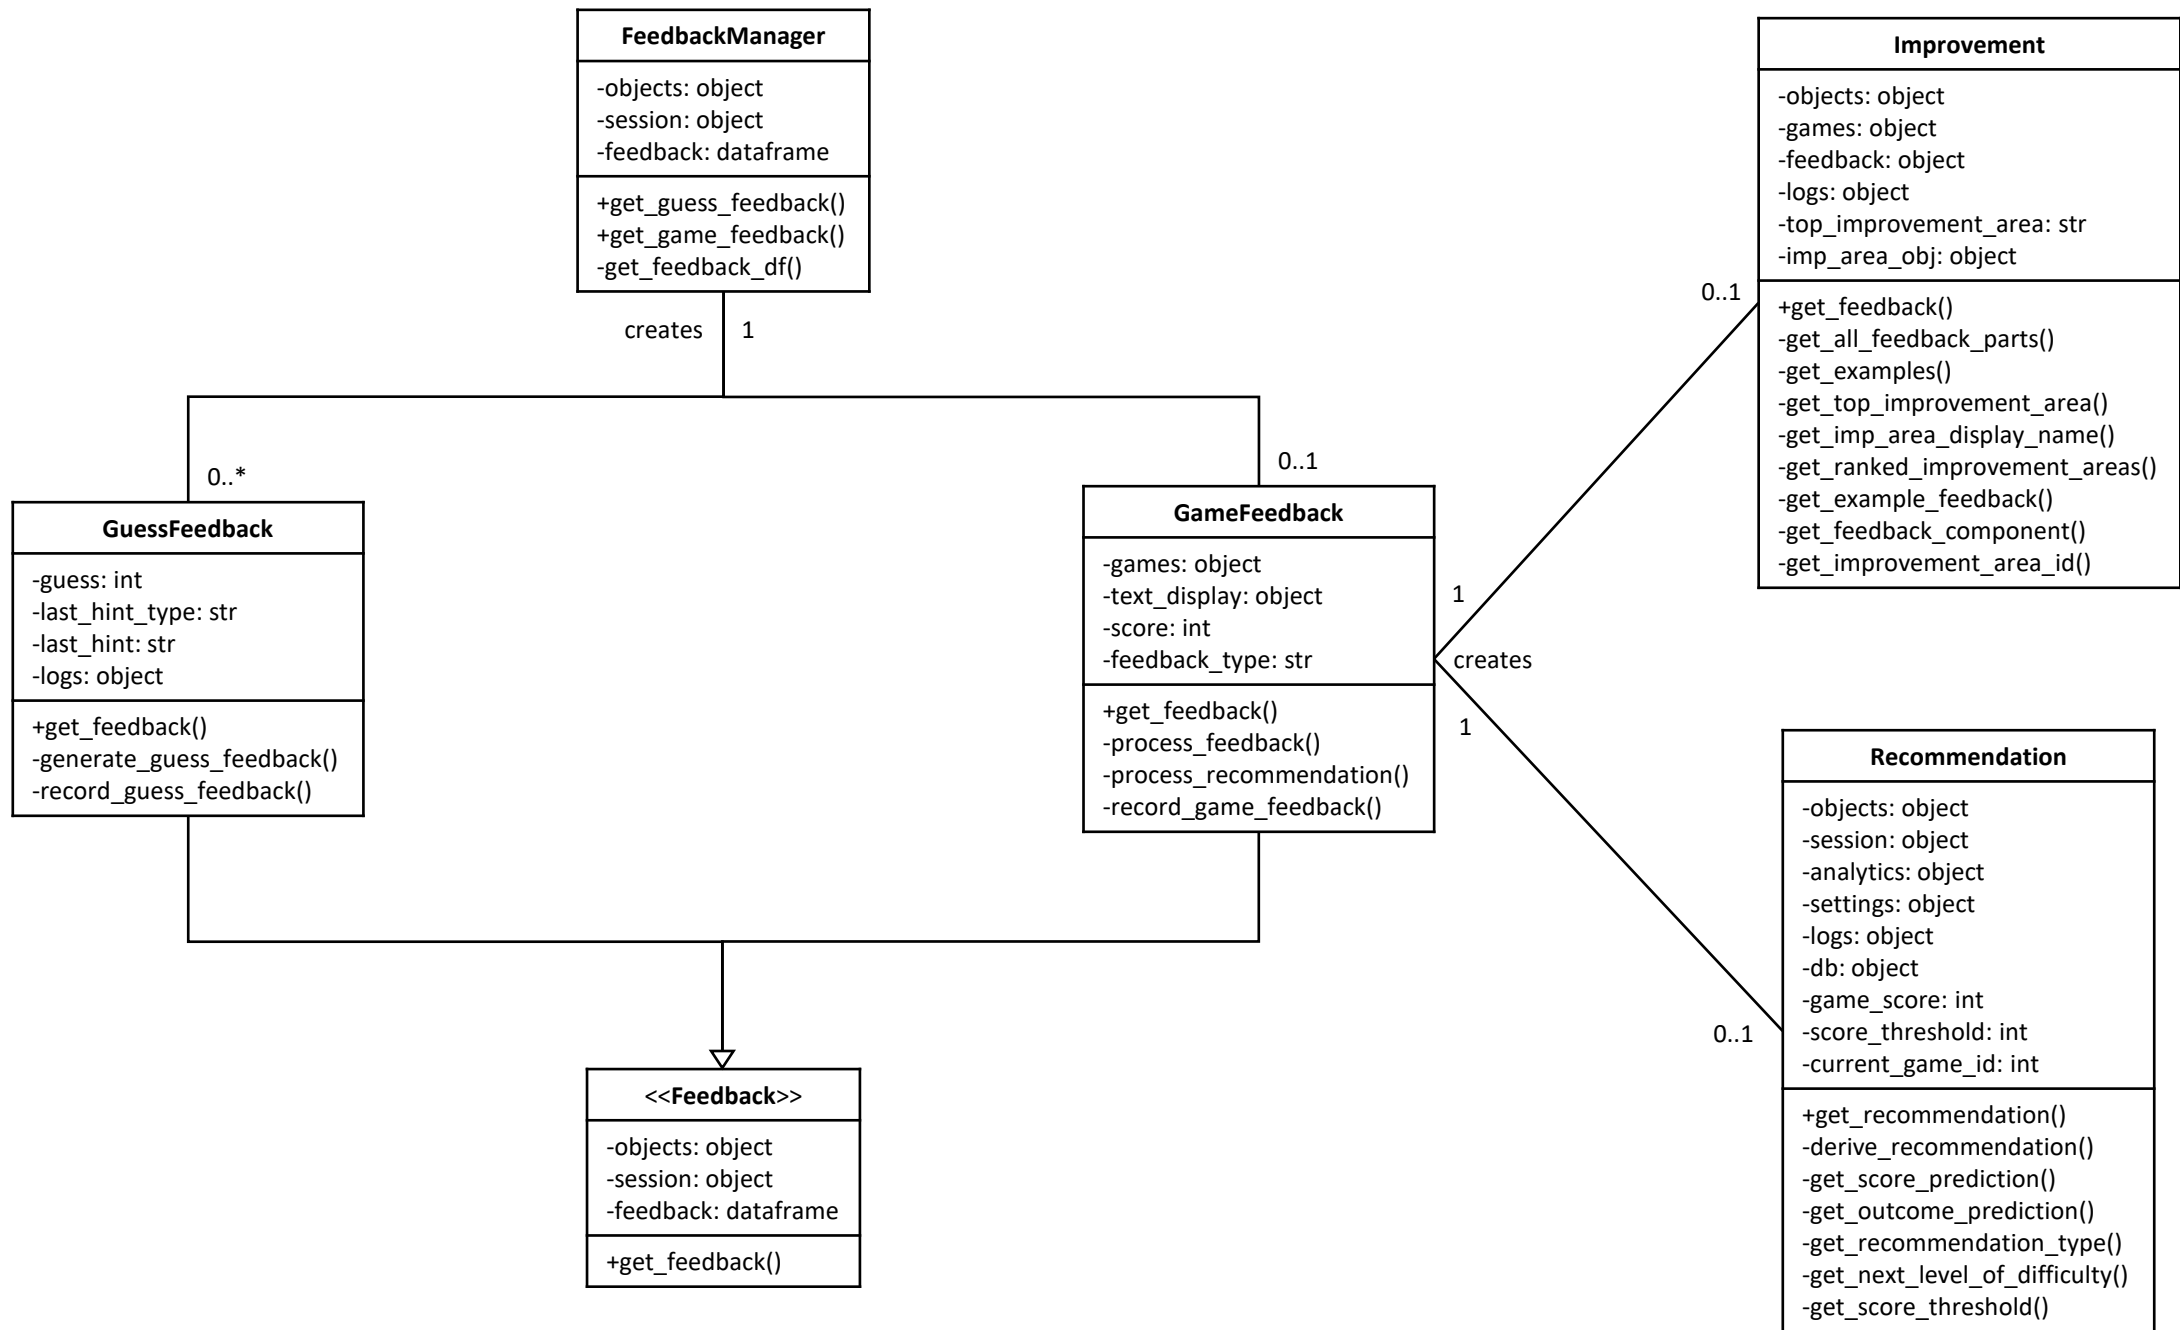 FeedbackManager
-objects: object
-session: object
-feedback: dataframe
+get_guess_feedback()
+get_game_feedback()
-get_feedback_df()
creates
1
0..*
0..1
GuessFeedback
-guess: int
-last_hint_type: str
-last_hint: str
-logs: object
+get_feedback()
-generate_guess_feedback()
-record_guess_feedback()
GameFeedback
-games: object
-text_display: object
-score: int
-feedback_type: str
+get_feedback()
-process_feedback()
-process_recommendation()
-record_game_feedback()
1
creates
1
0..1
0..1
Improvement
-objects: object
-games: object
-feedback: object
-logs: object
-top_improvement_area: str
-imp_area_obj: object
+get_feedback()
-get_all_feedback_parts()
-get_examples()
-get_top_improvement_area()
-get_imp_area_display_name()
-get_ranked_improvement_areas()
-get_example_feedback()
-get_feedback_component()
-get_improvement_area_id()
Recommendation
-objects: object
-session: object
-analytics: object
-settings: object
-logs: object
-db: object
-game_score: int
-score_threshold: int
-current_game_id: int
+get_recommendation()
-derive_recommendation()
-get_score_prediction()
-get_outcome_prediction()
-get_recommendation_type()
-get_next_level_of_difficulty()
-get_score_threshold()
<<Feedback>>
-objects: object
-session: object
-feedback: dataframe
+get_feedback()